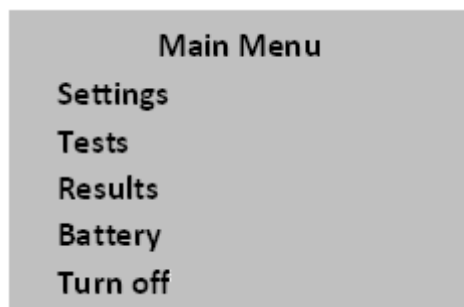 Main Menu
Settings
Tests
Results
Battery
Turn off